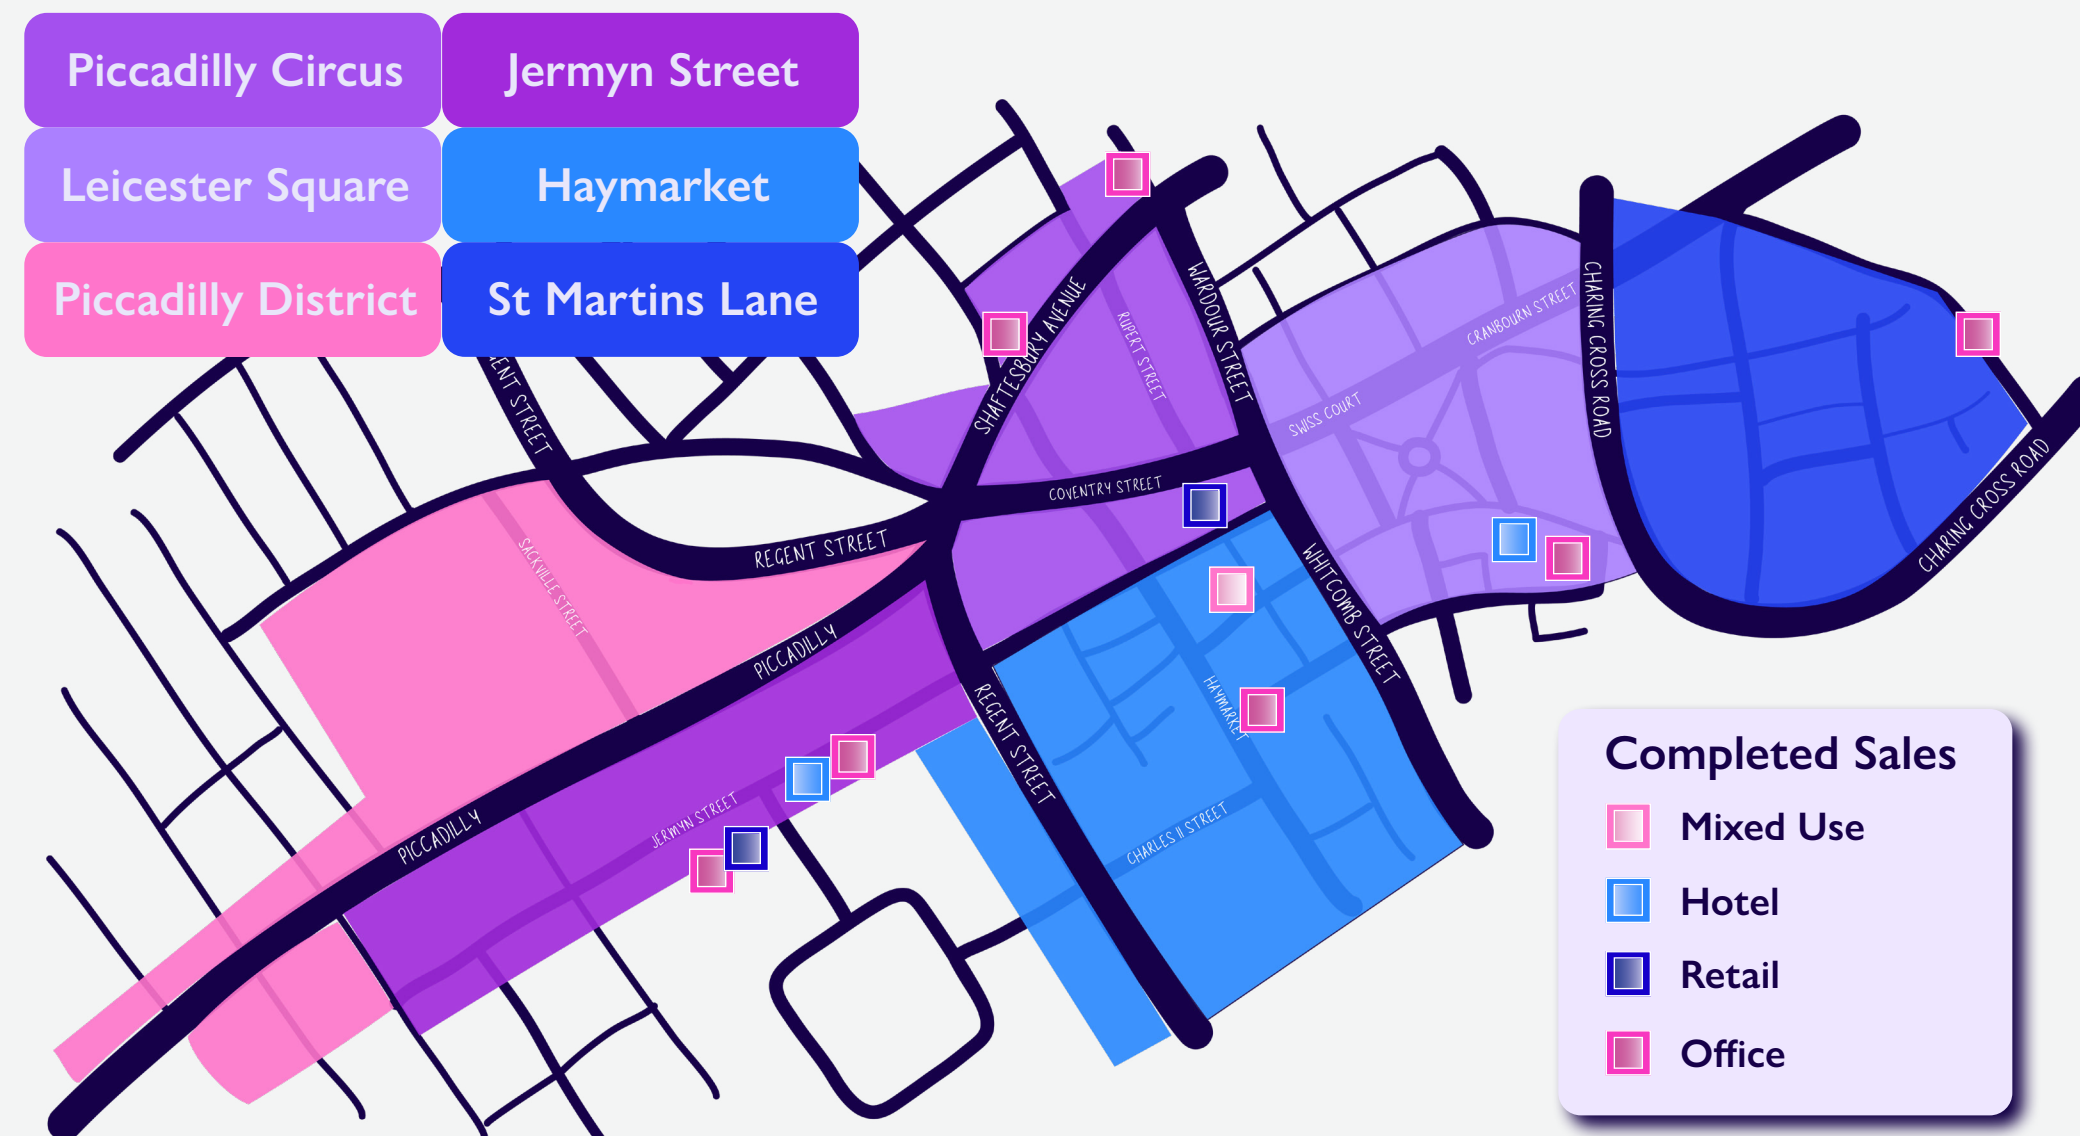 Piccadilly Circus
Jermyn Street
Leicester Square
Haymarket
Piccadilly District
St Martins Lane
ENT STREET
SHAFTESBURY AVENUE
RUPERT STREET
WARDOUR STREET
CRANBOURN STREET
CHARING CROSS ROAD
SWISS COURT
COVENTRY STREET
CHARING CROSS ROAD
REGENT STREET
SACKVILLE STREET
PICCADILLY
WHITCOMB STREET
HAYMARKET
REGENT STREET
JERMYN STREET
PICCADILLY
CHARLES II STREET
Completed Sales
Mixed Use
Hotel
Retail
Office